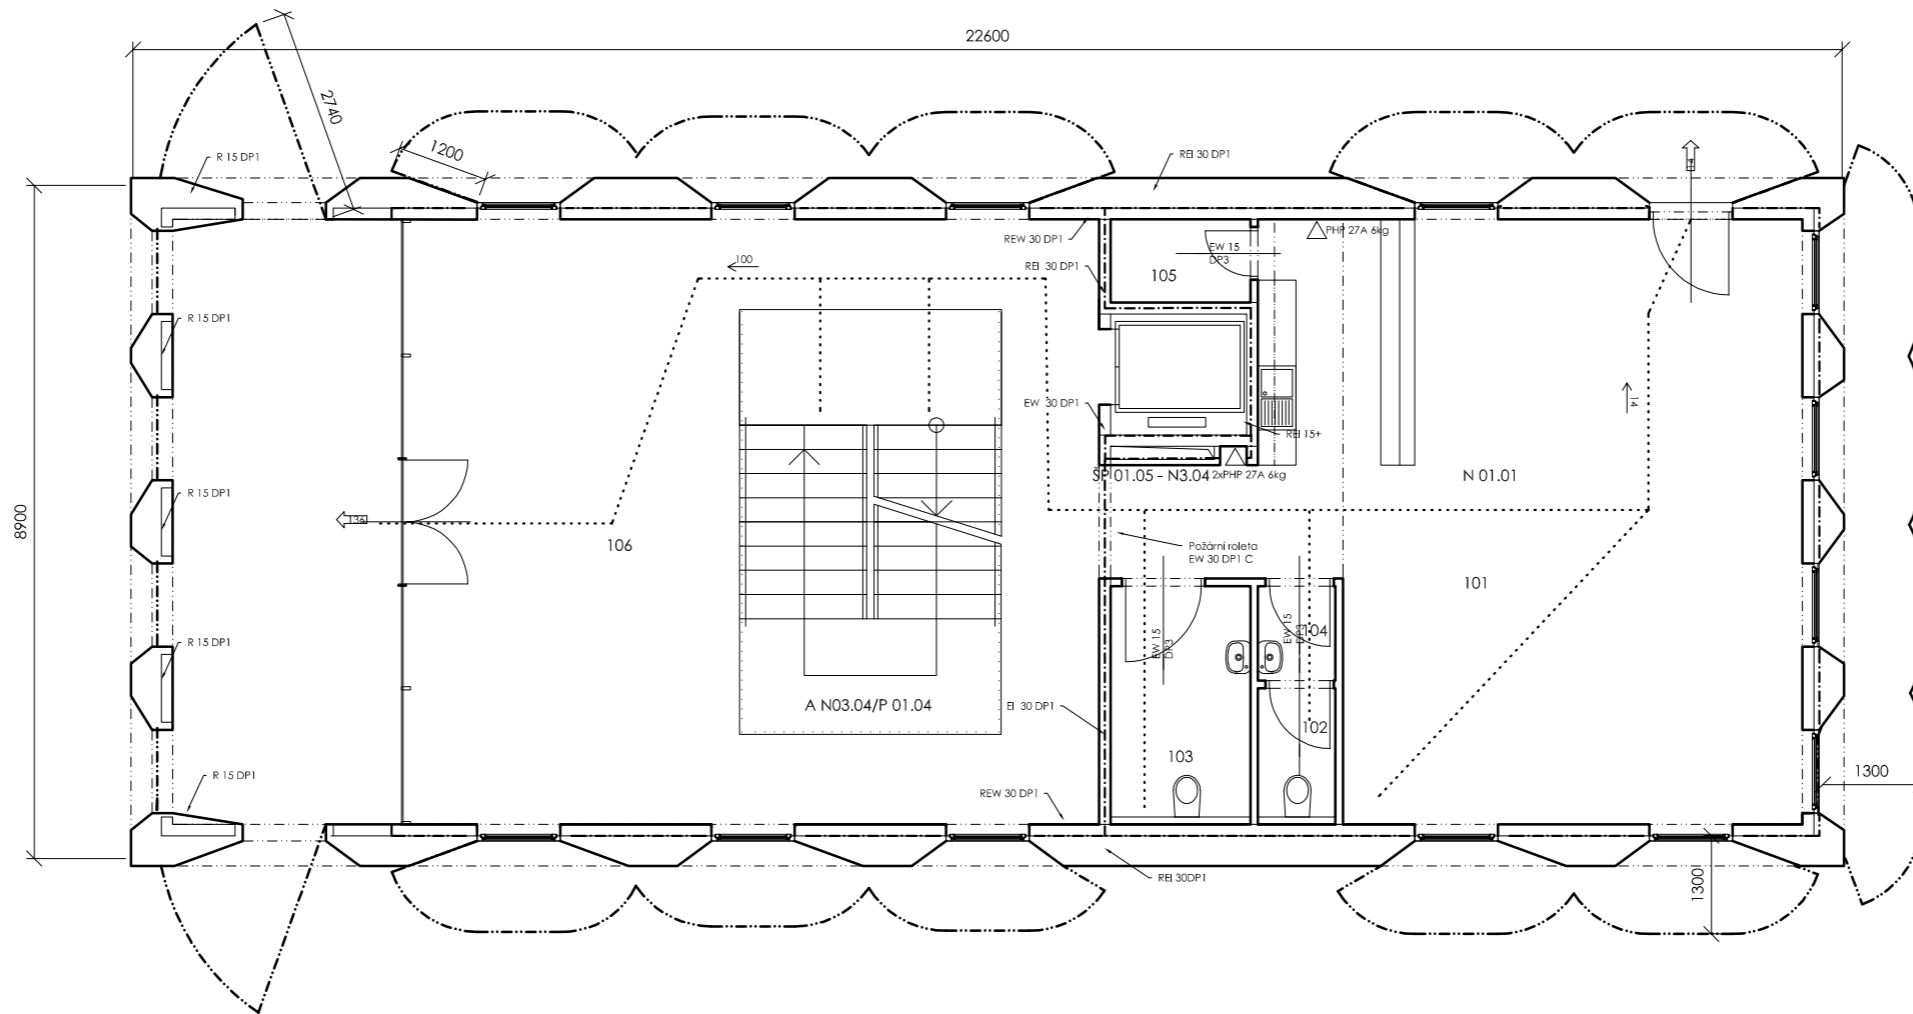 22600
2740
1200
R 15 DP1
REI 30 DP1
14
PHP 27A 6kg
REW 30 DP1
EW 15
DP3
100
REI 30 DP1
105
R 15 DP1
14
EW 30 DP1
REI 15+
ŠP 01.05 - N3.04
2xPHP 27A 6kg
N 01.01
R 15 DP1
8900
136
106
Požární roleta
EW 30 DP1 C
101
R 15 DP1
EW 15
DP3
EW 15
DP3
104
A N03.04/P 01.04
EI 30 DP1
102
103
R 15 DP1
1300
REW 30 DP1
REI 30DP1
1300